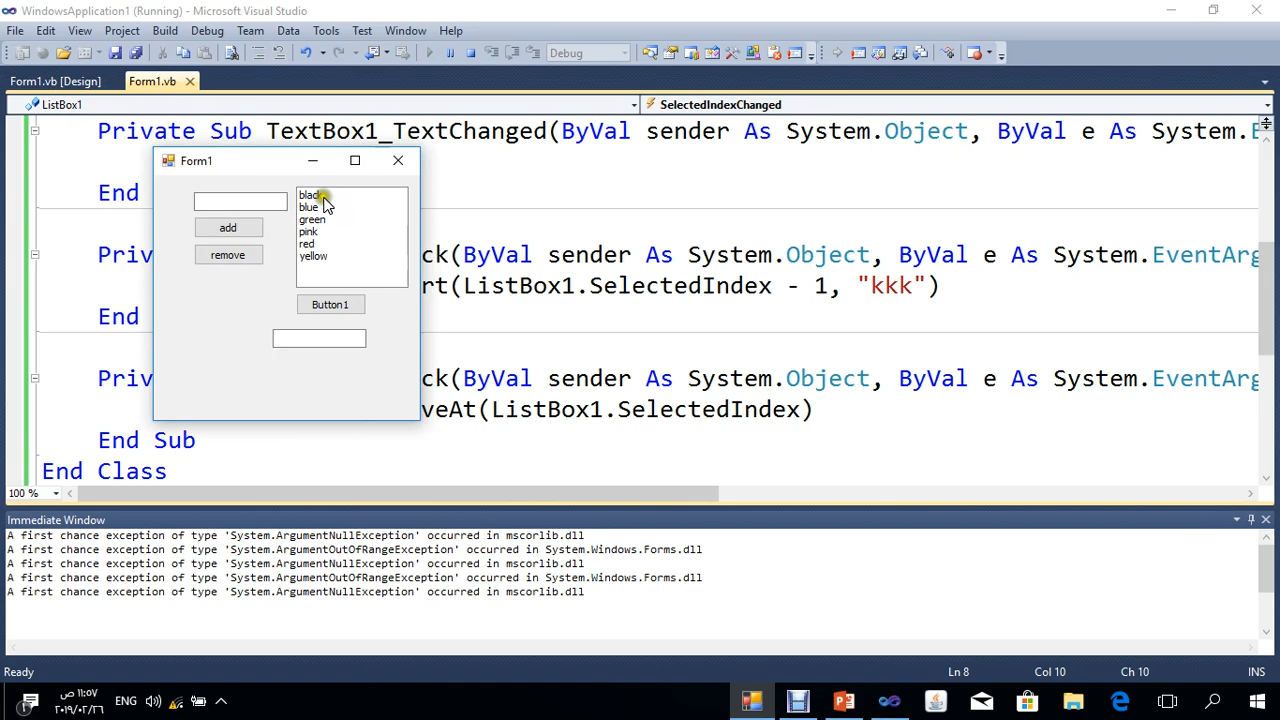 WindowsApplication1 (Running) - Microsoft Visual Studio
File Edit View Project Build Debug Team Data Tools Test Window Help
Debug
Form1.vb [Design] Form1.vb
ListBox1 SelectedIndexChanged
Private Sub TextBox1_TextChanged(ByVal sender As System.Object, ByVal e As System.E
Form1
End
black
add
blue
green
pink
remove
red
yellow
Button1
Priv ck(ByVal sender As System.Object, ByVal e As System.EventArg
rt(ListBox1.SelectedIndex - 1, "kkk")
End
Priv ck(ByVal sender As System.Object, ByVal e As System.EventArg
veAt(ListBox1.SelectedIndex)
End Sub
End Class
100 %
Immediate Window
A first chance exception of type 'System.ArgumentNullException' occurred in mscorlib.dll
A first chance exception of type 'System.ArgumentOutOfRangeException' occurred in System.Windows.Forms.dll
A first chance exception of type 'System.ArgumentNullException' occurred in mscorlib.dll
A first chance exception of type 'System.ArgumentOutOfRangeException' occurred in System.Windows.Forms.dll
A first chance exception of type 'System.ArgumentNullException' occurred in mscorlib.dll
Ready Ln 8 Col 10 Ch 10 INS
١١:٥٧ ص
٢٠١٩/٠٢/٢٦
ENG